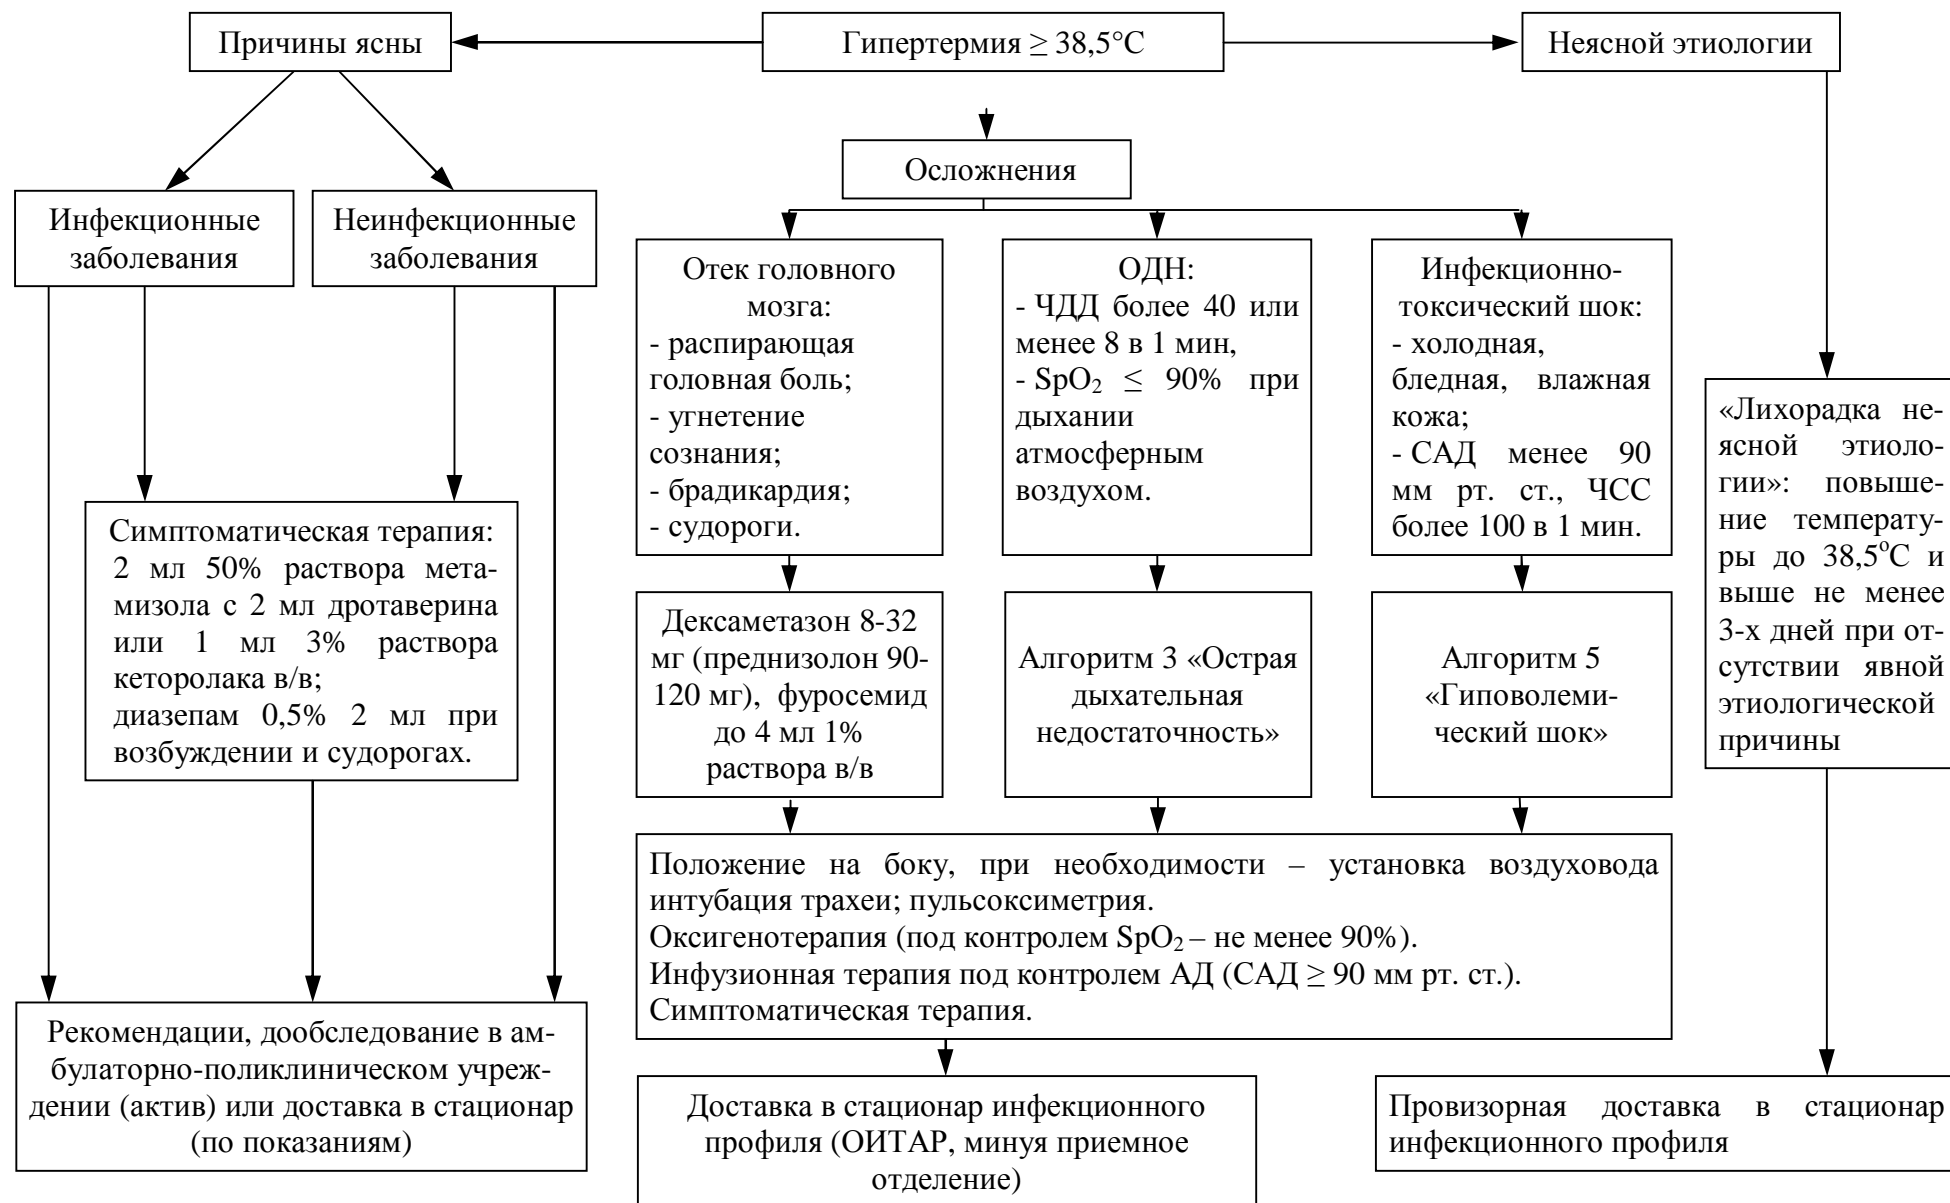 Причины ясны
Гипертермия ≥ 38,5°С
Неясной этиологии
Осложнения
Инфекционные
заболевания
Неинфекционные
заболевания
Отек головного
мозга:
- распирающая
головная боль;
- угнетение
сознания;
- брадикардия;
- судороги.
ОДН:
- ЧДД более 40 или
менее 8 в 1 мин,
- SpO₂ ≤ 90% при
дыхании
атмосферным
воздухом.
Инфекционно-
токсический шок:
- холодная,
бледная, влажная
кожа;
- САД менее 90
мм рт. ст., ЧСС
более 100 в 1 мин.
«Лихорадка не-
ясной этиоло-
гии»: повыше-
ние температу-
ры до 38,5°С и
выше не менее
3-х дней при от-
сутствии явной
этиологической
причины
Симптоматическая терапия:
2 мл 50% раствора мета-
мизола с 2 мл дротаверина
или 1 мл 3% раствора
кеторолака в/в;
диазепам 0,5% 2 мл при
возбуждении и судорогах.
Дексаметазон 8-32
мг (преднизолон 90-
120 мг), фуросемид
до 4 мл 1%
раствора в/в
Алгоритм 3 «Острая
дыхательная
недостаточность»
Алгоритм 5
«Гиповолеми-
ческий шок»
Положение на боку, при необходимости – установка воздуховода
интубация трахеи; пульсоксиметрия.
Оксигенотерапия (под контролем SpO₂ – не менее 90%).
Инфузионная терапия под контролем АД (САД ≥ 90 мм рт. ст.).
Симптоматическая терапия.
Рекомендации, дообследование в ам-
булаторно-поликлиническом учреж-
дении (актив) или доставка в стационар
(по показаниям)
Доставка в стационар инфекционного
профиля (ОИТАР, минуя приемное
отделение)
Провизорная доставка в стационар
инфекционного профиля